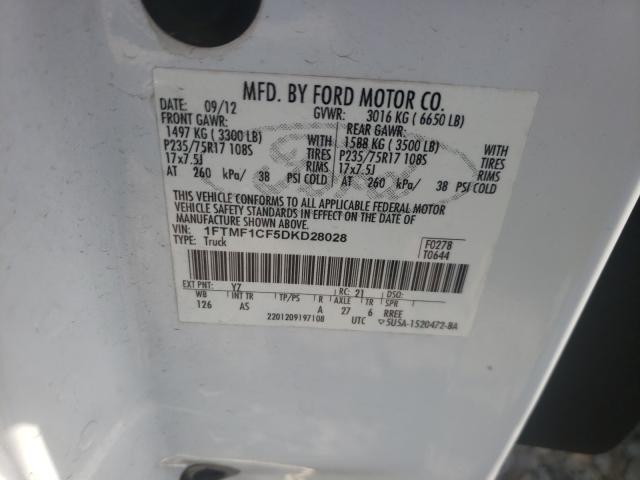 MFD. BY FORD MOTOR CO.
DATE: 09/12 GVWR: 3016 KG ( 6650 LB)
FRONT GAWR: REAR GAWR:
1497 KG ( 3300 LB) WITH 1588 KG ( 3500 LB) WITH
P235/75R17 108S TIRES P235/75R17 108S TIRES
17x7.5J RIMS 17x7.5J RIMS
AT 260 kPa/ 38 PSI COLD AT 260 kPa/ 38 PSI COLD
Ford
THIS VEHICLE CONFORMS TO ALL APPLICABLE FEDERAL MOTOR
VEHICLE SAFETY STANDARDS IN EFFECT ON THE DATE OF
MANUFACTURE SHOWN ABOVE.
VIN: 1FTMF1CF5DKD28028 F0278
TYPE: Truck T0644
EXT PNT: YZ RC: 21 DSO:
WB INT TR TP/PS R AXLE TR SPR
126 AS A 27 6 RREE
2201209197108 UTC 5U5A-1520472-BA